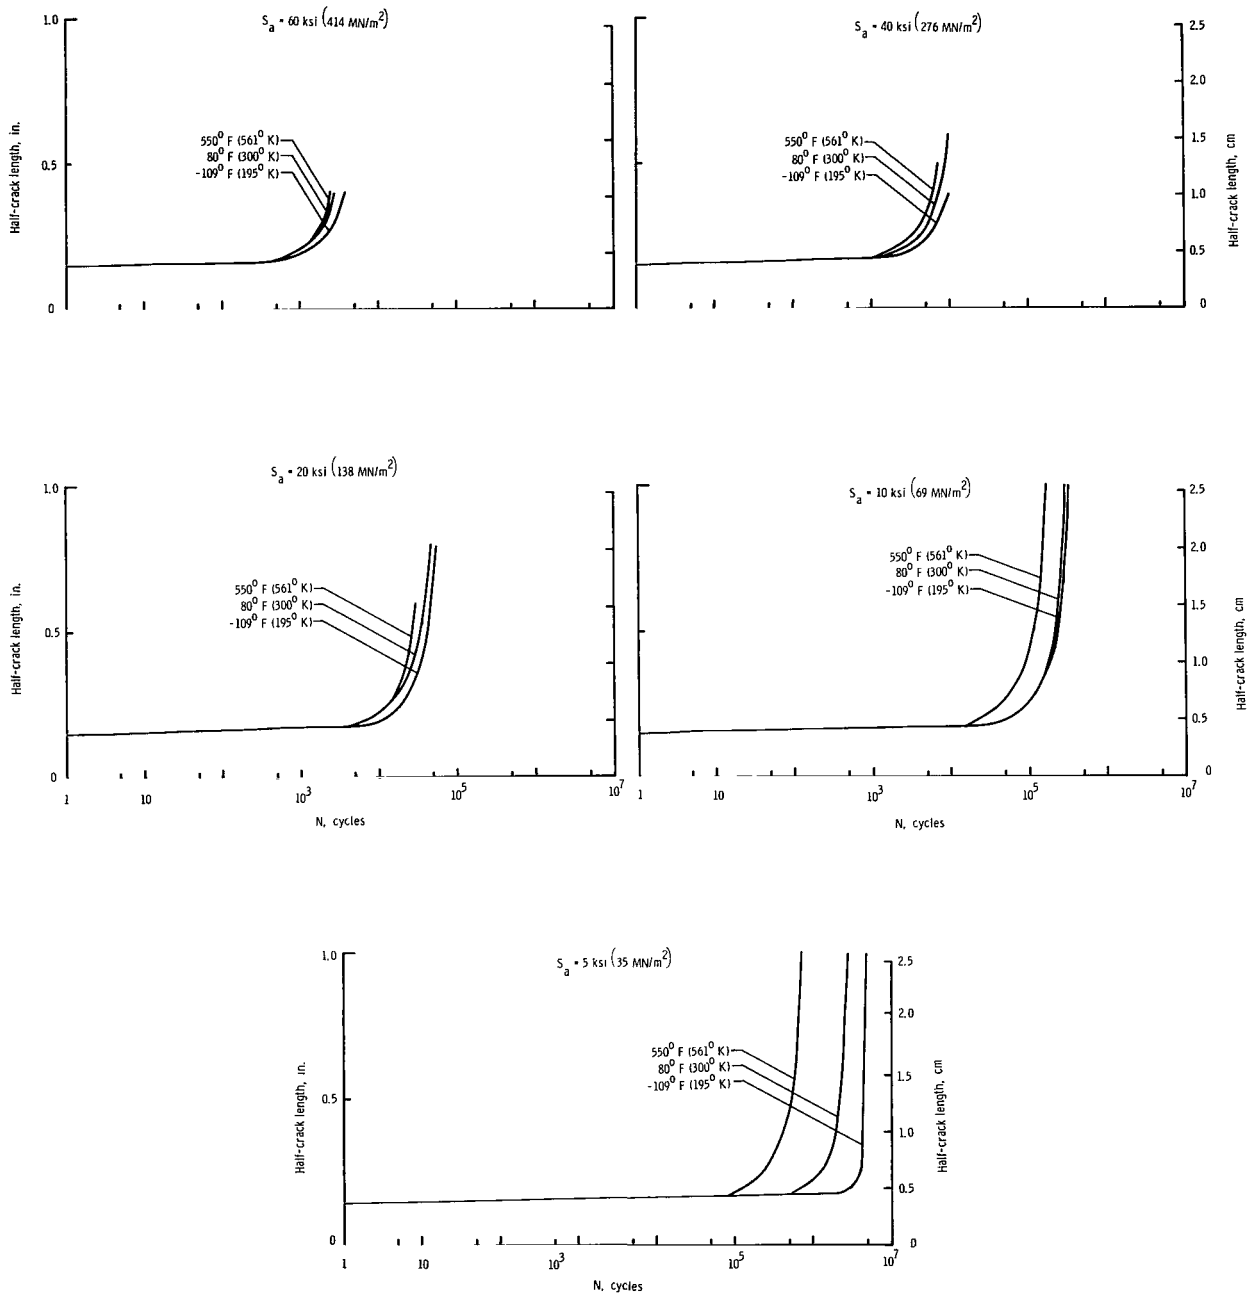 S_a = 60 ksi (414 MN/m²)
1.0
0.5
0
Half-crack length, in.
550° F (561° K)
80° F (300° K)
-109° F (195° K)
S_a = 40 ksi (276 MN/m²)
2.5
2.0
1.5
1.0
0.5
0
Half-crack length, cm
550° F (561° K)
80° F (300° K)
-109° F (195° K)
S_a = 20 ksi (138 MN/m²)
1.0
0.5
0
Half-crack length, in.
550° F (561° K)
80° F (300° K)
-109° F (195° K)
1 10 10³ 10⁵ 10⁷
N, cycles
S_a = 10 ksi (69 MN/m²)
2.5
2.0
1.5
1.0
0.5
0
Half-crack length, cm
550° F (561° K)
80° F (300° K)
-109° F (195° K)
1 10 10³ 10⁵ 10⁷
N, cycles
S_a = 5 ksi (35 MN/m²)
1.0
0.5
0
Half-crack length, in.
550° F (561° K)
80° F (300° K)
-109° F (195° K)
2.5
2.0
1.5
1.0
0.5
0
Half-crack length, cm
1 10 10³ 10⁵ 10⁷
N, cycles